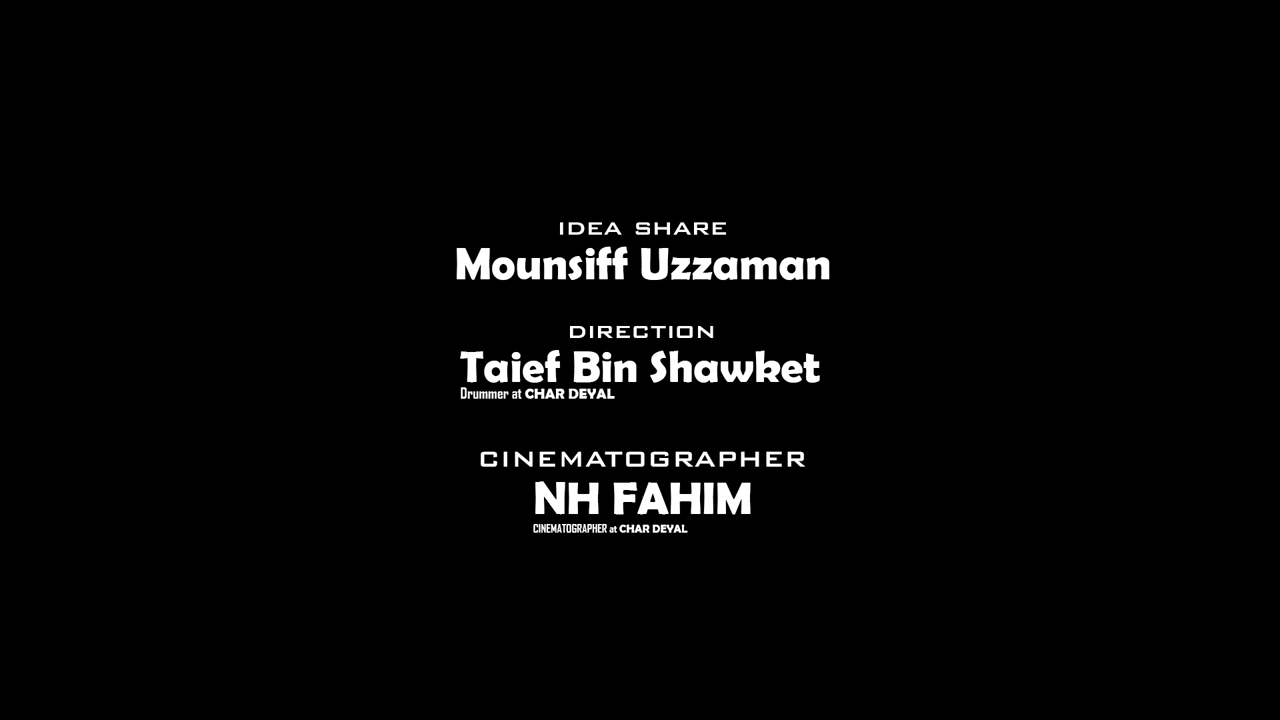 IDEA SHARE
Mounsiff Uzzaman
DIRECTION
Taief Bin Shawket
Drummer at CHAR DEYAL
CINEMATOGRAPHER
NH FAHIM
CINEMATOGRAPHER at CHAR DEYAL